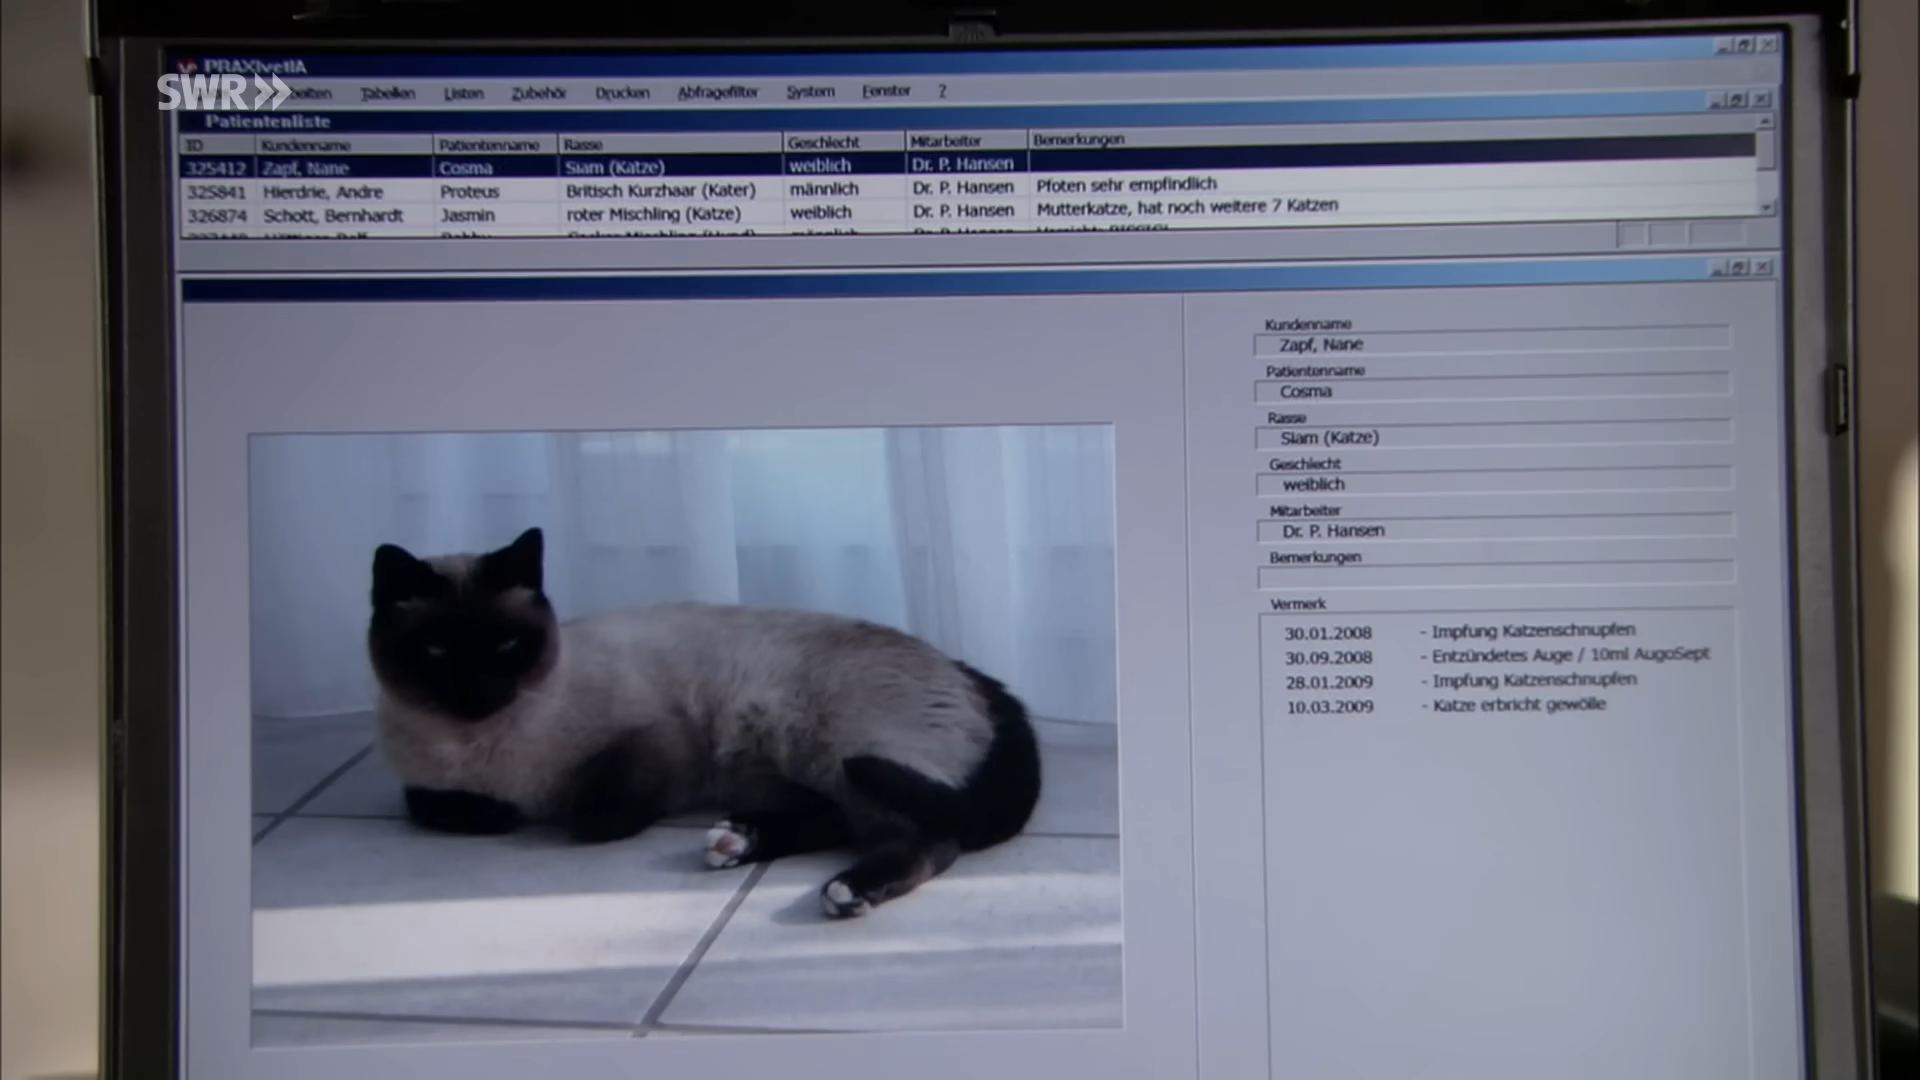 PRAXIvetIA
SWR
Tabellen Listen Zubehör Drucken Abfragefilter System Fenster ?
Patientenliste
ID Kundenname Patientenname Rasse Geschlecht Mitarbeiter Bemerkungen
325412 Zapf, Nane Cosma Siam (Katze) weiblich Dr. P. Hansen
325841 Hierdrie, Andre Proteus Britisch Kurzhaar (Kater) männlich Dr. P. Hansen Pfoten sehr empfindlich
326874 Schott, Bernhardt Jasmin roter Mischling (Katze) weiblich Dr. P. Hansen Mutterkatze, hat noch weitere 7 Katzen
Kundenname
Zapf, Nane
Patientenname
Cosma
Rasse
Siam (Katze)
Geschlecht
weiblich
Mitarbeiter
Dr. P. Hansen
Bemerkungen
Vermerk
30.01.2008 - Impfung Katzenschnupfen
30.09.2008 - Entzündetes Auge / 10ml AugoSept
28.01.2009 - Impfung Katzenschnupfen
10.03.2009 - Katze erbricht gewölle